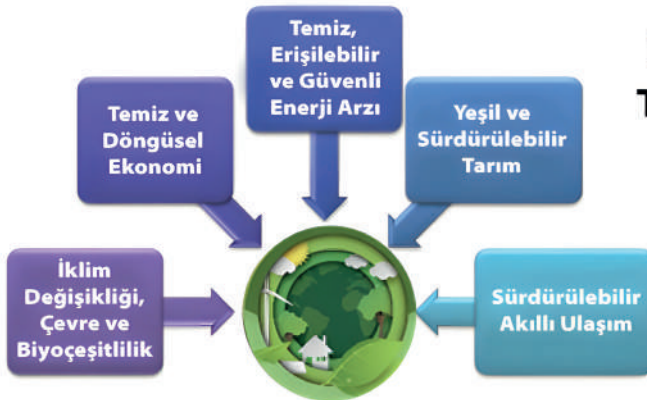 Temiz,
Erişilebilir
ve Güvenli
Enerji Arzı
Temiz ve
Döngüsel
Ekonomi
Yeşil ve
Sürdürülebilir
Tarım
İklim
Değişikliği,
Çevre ve
Biyoçeşitlilik
Sürdürülebilir
Akıllı Ulaşım